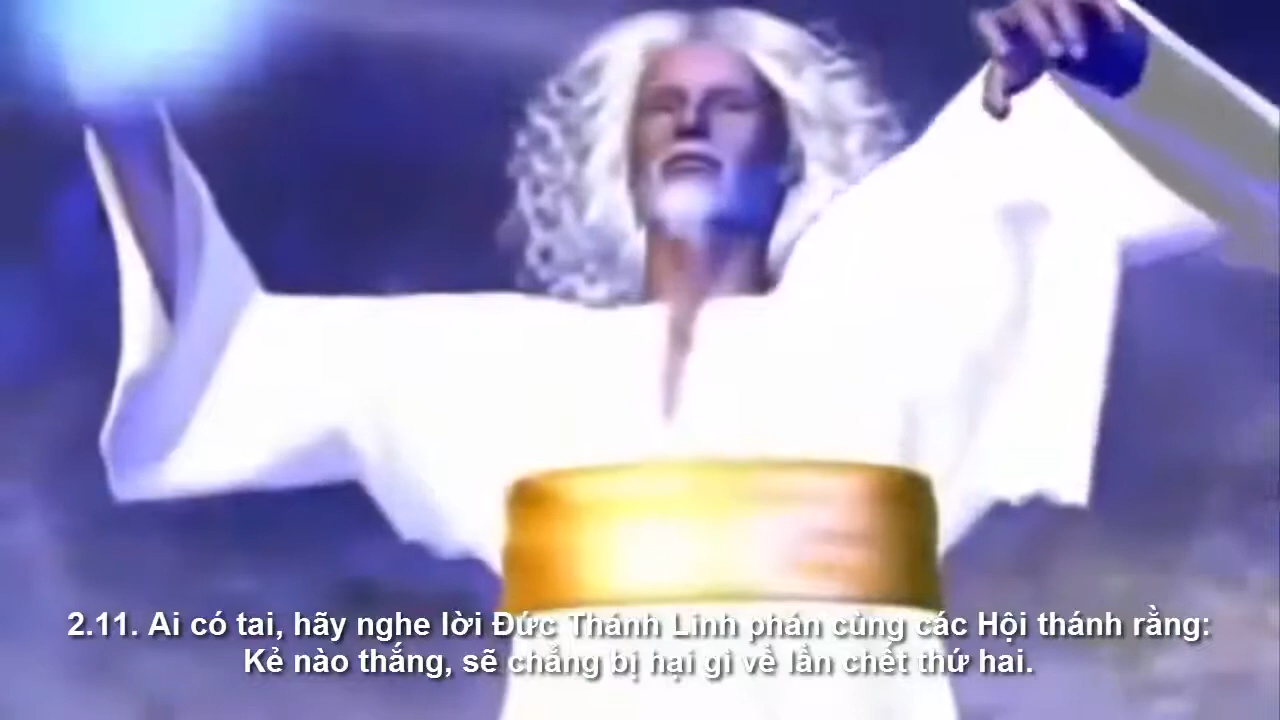 2.11. Ai có tai, hãy nghe lời Đức Thánh Linh phán cùng các Hội thánh rằng:
Kẻ nào thắng, sẽ chẳng bị hại gì về lần chết thứ hai.